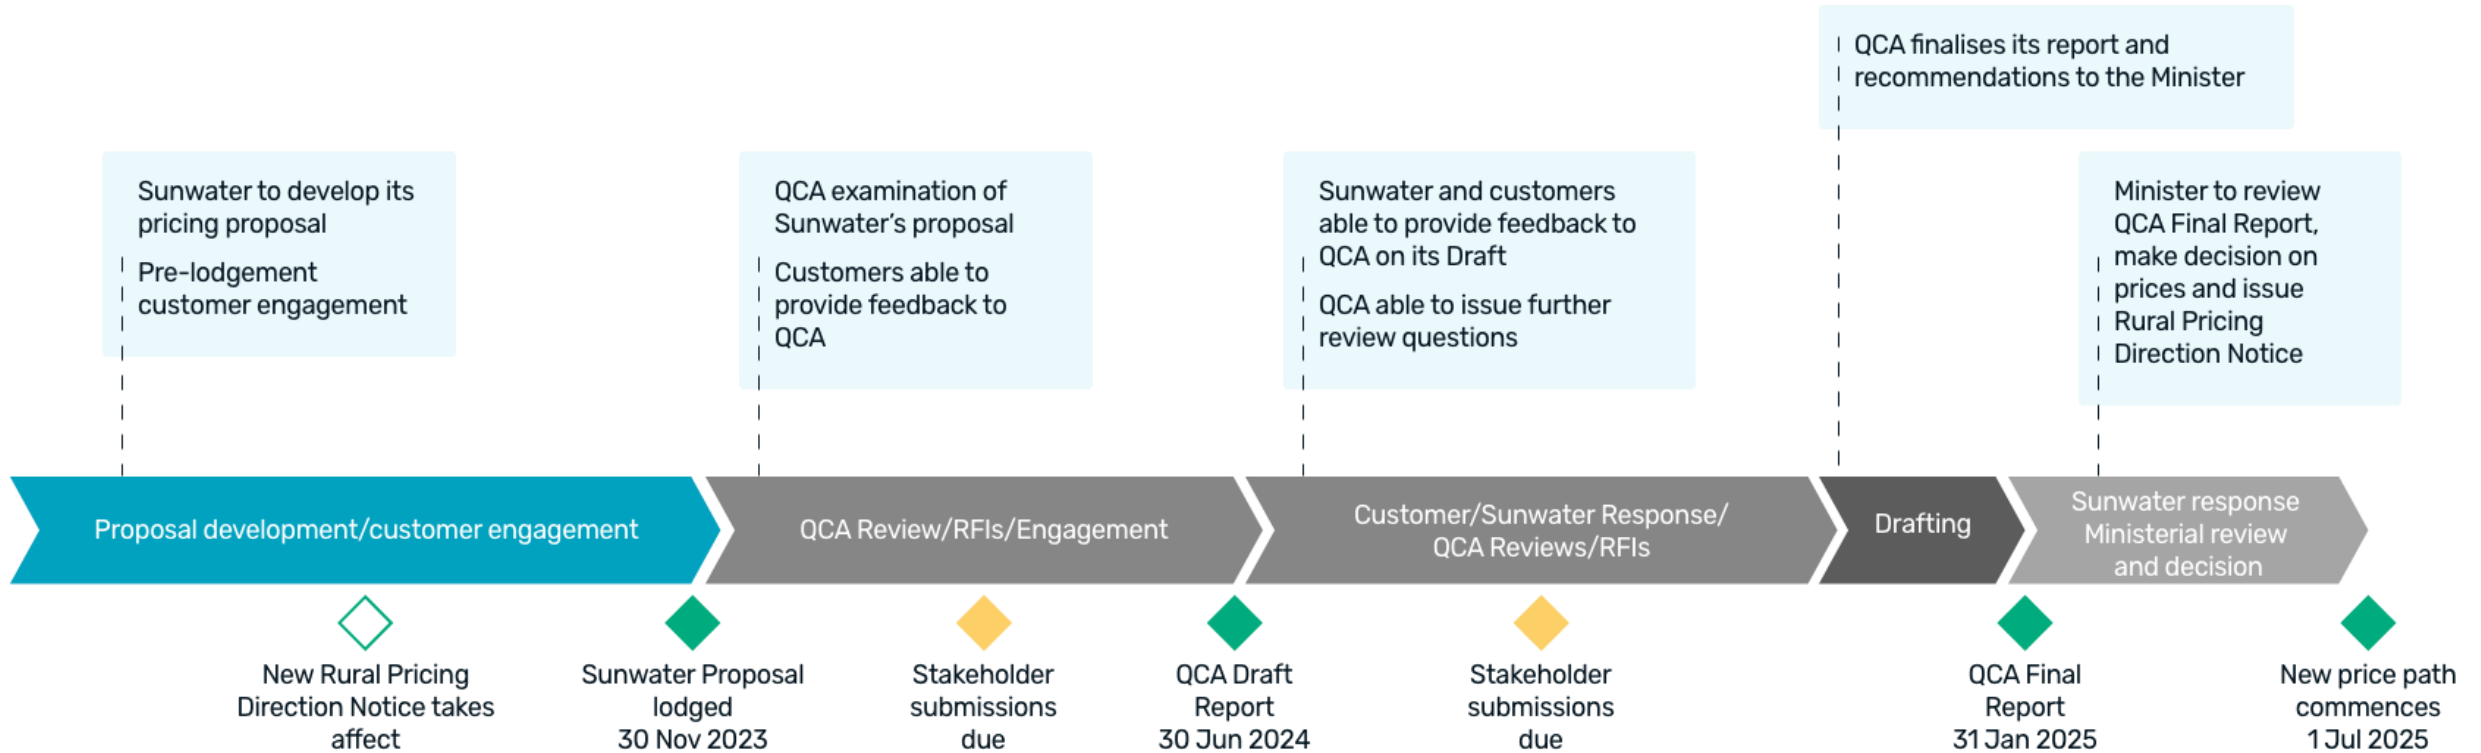 QCA finalises its report and
recommendations to the Minister
Sunwater to develop its
pricing proposal
Pre-lodgement
customer engagement
QCA examination of
Sunwater’s proposal
Customers able to
provide feedback to
QCA
Sunwater and customers
able to provide feedback to
QCA on its Draft
QCA able to issue further
review questions
Minister to review
QCA Final Report,
make decision on
prices and issue
Rural Pricing
Direction Notice
Proposal development/customer engagement
QCA Review/RFIs/Engagement
Customer/Sunwater Response/
QCA Reviews/RFIs
Drafting
Sunwater response
Ministerial review
and decision
New Rural Pricing
Direction Notice takes
affect
Sunwater Proposal
lodged
30 Nov 2023
Stakeholder
submissions
due
QCA Draft
Report
30 Jun 2024
Stakeholder
submissions
due
QCA Final
Report
31 Jan 2025
New price path
commences
1 Jul 2025